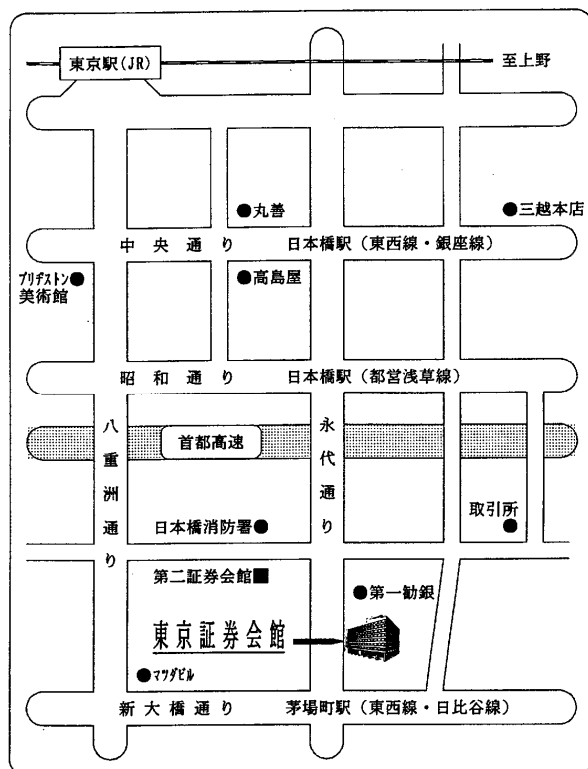 東京駅(JR)
至上野
丸善
三越本店
中央通り 日本橋駅（東西線・銀座線）
ブリヂストン
美術館
高島屋
昭和通り 日本橋駅（都営浅草線）
八重洲通り
首都高速
永代通り
取引所
日本橋消防署
第二証券会館
第一勧銀
東京証券会館
マツダビル
新大橋通り 茅場町駅（東西線・日比谷線）